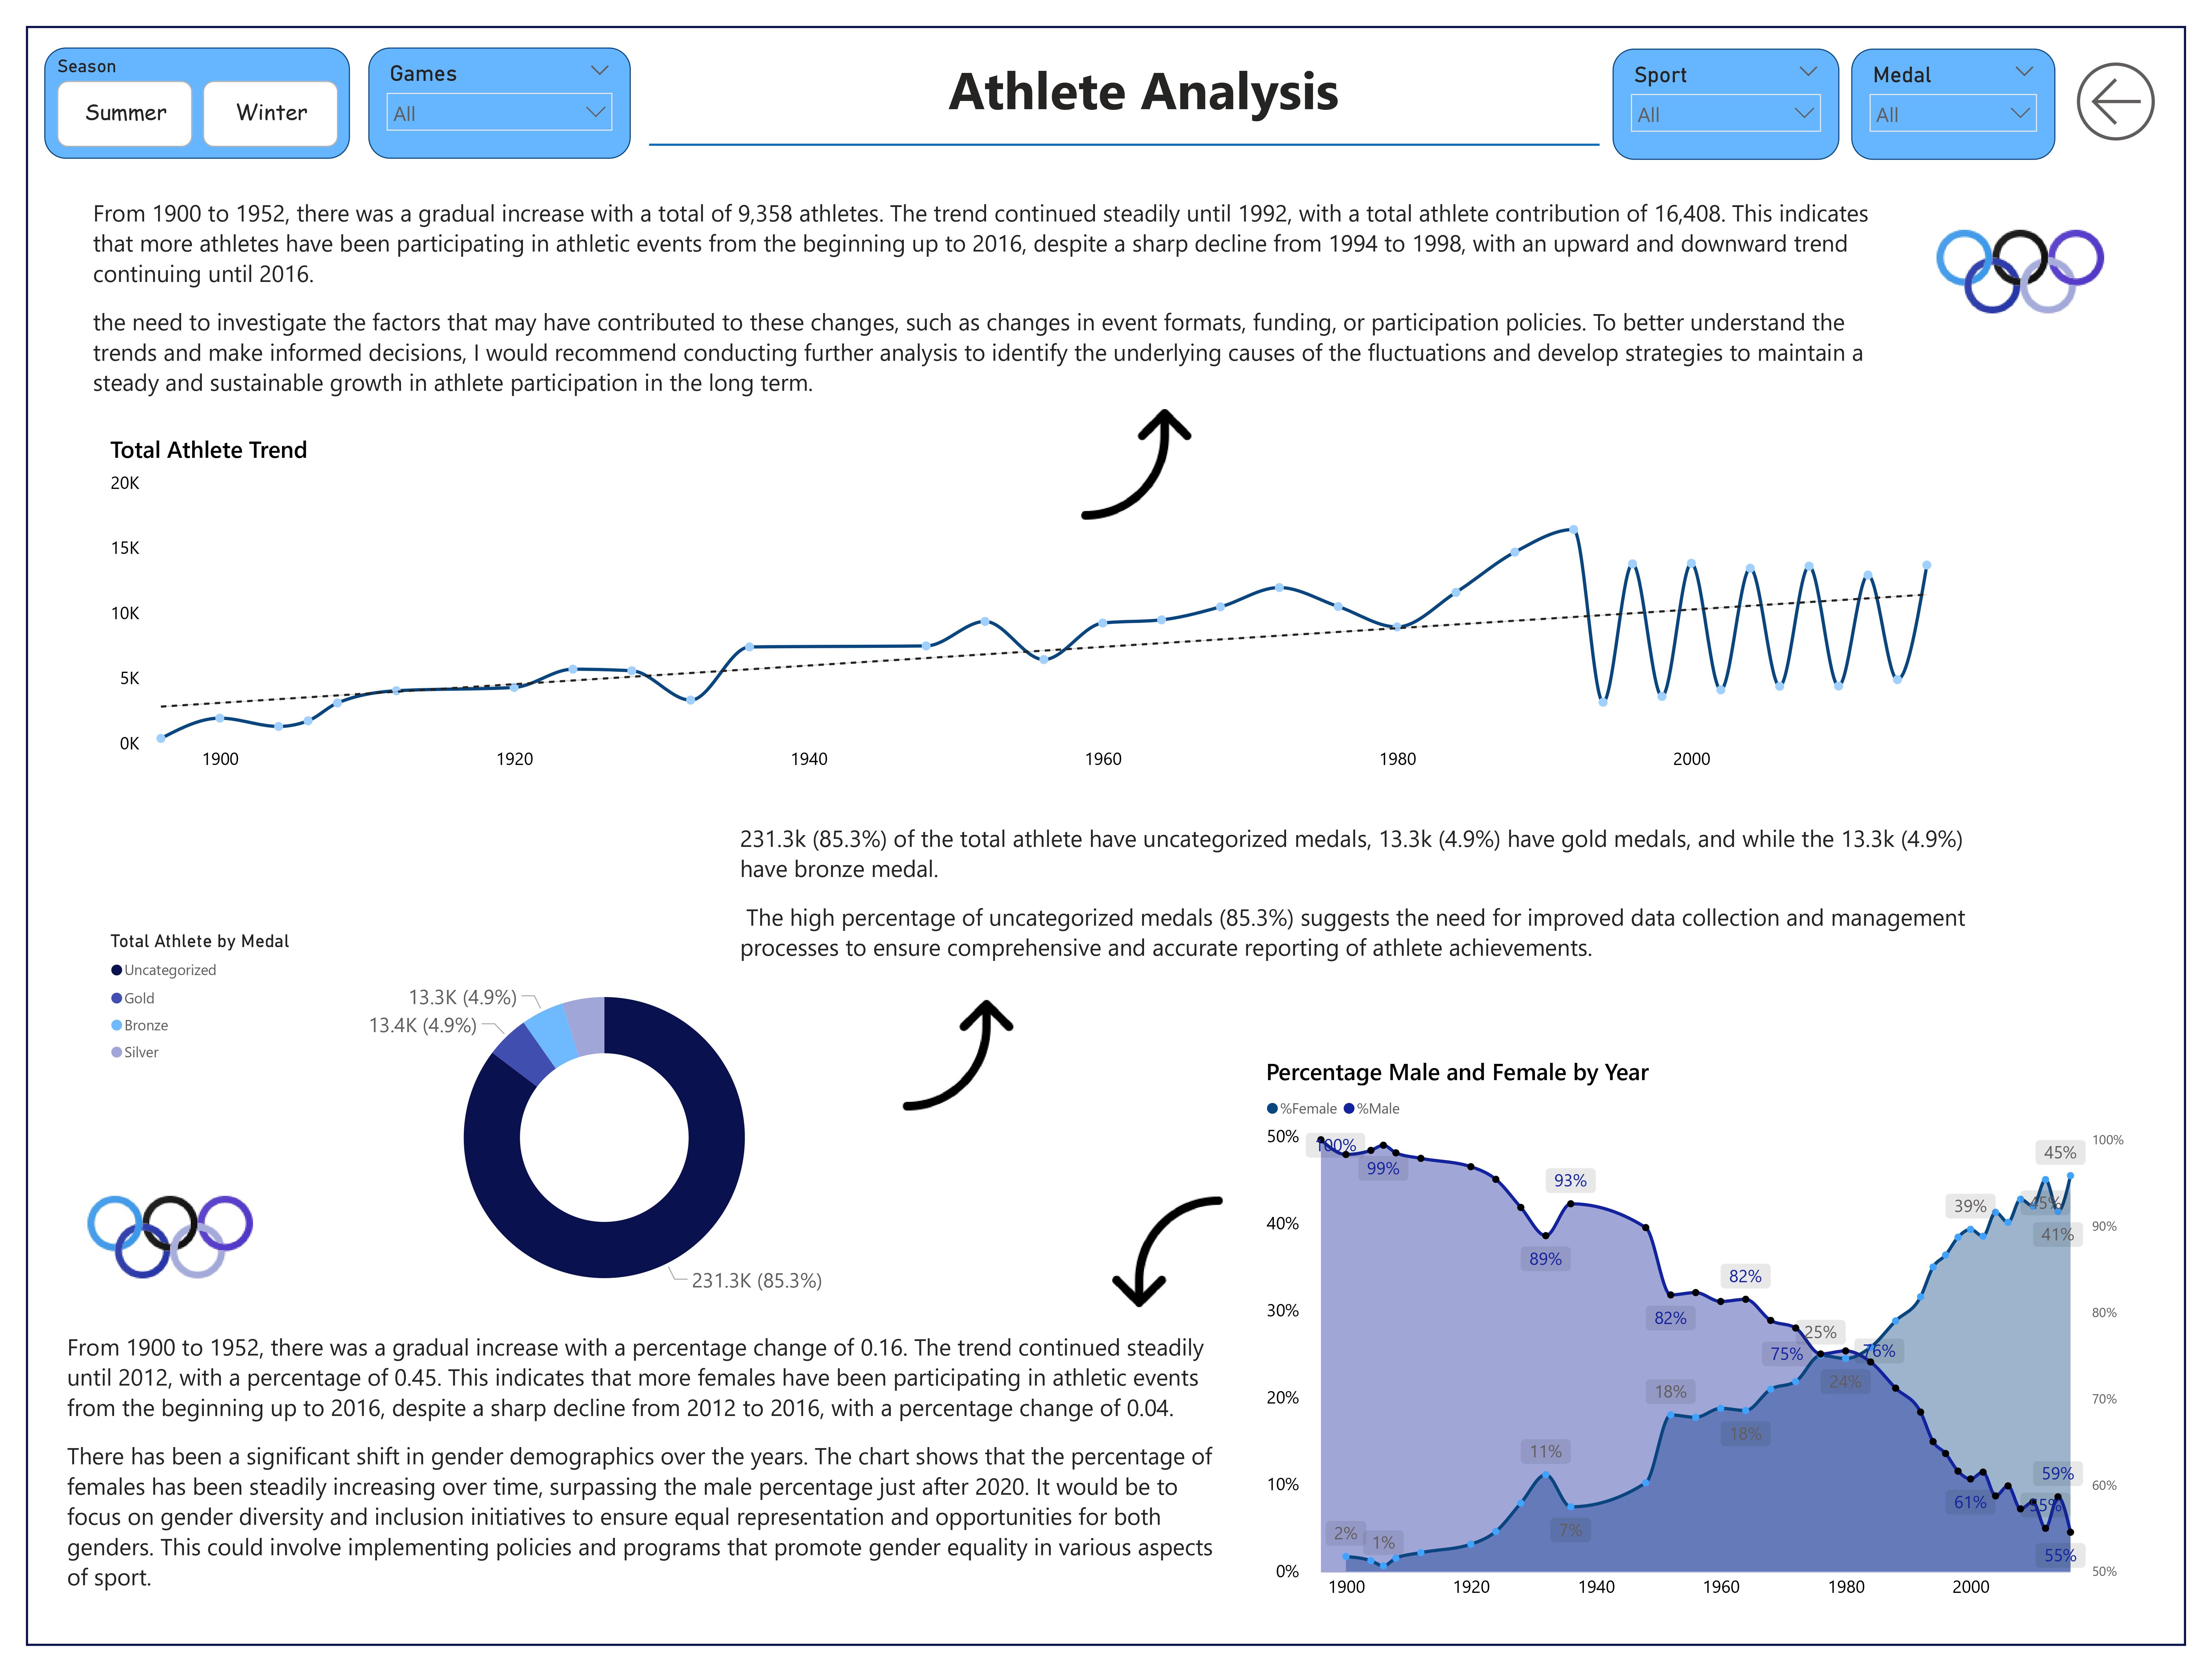 Season
Summer
Winter
Games
All
Athlete Analysis
Sport
All
Medal
All
From 1900 to 1952, there was a gradual increase with a total of 9,358 athletes. The trend continued steadily until 1992, with a total athlete contribution of 16,408. This indicates
that more athletes have been participating in athletic events from the beginning up to 2016, despite a sharp decline from 1994 to 1998, with an upward and downward trend
continuing until 2016.
the need to investigate the factors that may have contributed to these changes, such as changes in event formats, funding, or participation policies. To better understand the
trends and make informed decisions, I would recommend conducting further analysis to identify the underlying causes of the fluctuations and develop strategies to maintain a
steady and sustainable growth in athlete participation in the long term.
Total Athlete Trend
20K
15K
10K
5K
0K
1900
1920
1940
1960
1980
2000
231.3k (85.3%) of the total athlete have uncategorized medals, 13.3k (4.9%) have gold medals, and while the 13.3k (4.9%)
have bronze medal.
The high percentage of uncategorized medals (85.3%) suggests the need for improved data collection and management
processes to ensure comprehensive and accurate reporting of athlete achievements.
Total Athlete by Medal
Uncategorized
Gold
Bronze
Silver
13.3K (4.9%)
13.4K (4.9%)
231.3K (85.3%)
Percentage Male and Female by Year
%Female
%Male
50%
40%
30%
20%
10%
0%
100%
99%
93%
89%
82%
82%
25%
75%
76%
24%
18%
18%
11%
7%
2%
1%
39%
45%
45%
41%
59%
61%
55%
55%
100%
90%
80%
70%
60%
50%
1900
1920
1940
1960
1980
2000
From 1900 to 1952, there was a gradual increase with a percentage change of 0.16. The trend continued steadily
until 2012, with a percentage of 0.45. This indicates that more females have been participating in athletic events
from the beginning up to 2016, despite a sharp decline from 2012 to 2016, with a percentage change of 0.04.
There has been a significant shift in gender demographics over the years. The chart shows that the percentage of
females has been steadily increasing over time, surpassing the male percentage just after 2020. It would be to
focus on gender diversity and inclusion initiatives to ensure equal representation and opportunities for both
genders. This could involve implementing policies and programs that promote gender equality in various aspects
of sport.